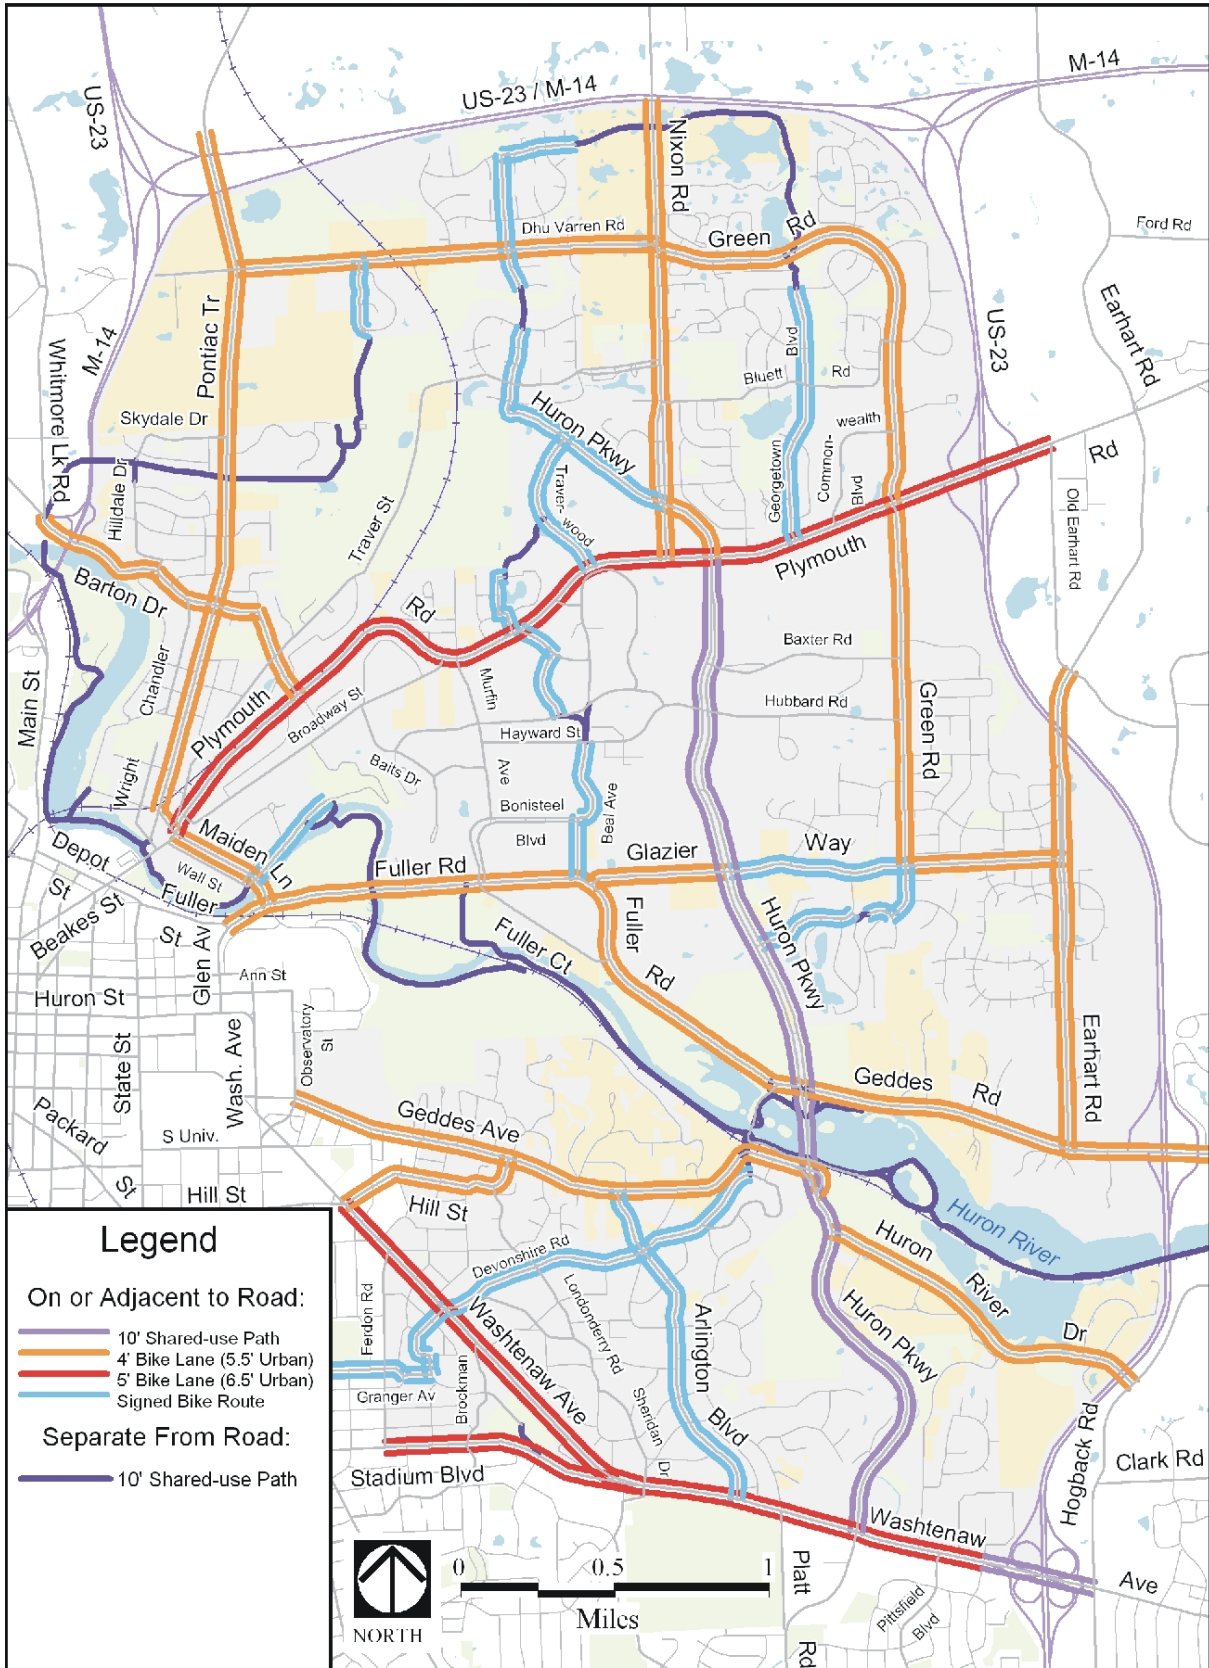 US-23 / M-14
M-14
US-23
Nixon Rd
Dhu Varren Rd
Green Rd
Ford Rd
Pontiac Tr
M-14
Whitmore Lk Rd
US-23
Earhart Rd
Blvd
Bluett Rd
Skydale Dr
Huron Pkwy
Common-
wealth
Blvd
Georgetown
Rd
Hilldale Dr
Traver-
wood
Traver St
Old Earhart Rd
Plymouth
Barton Dr
Rd
Baxter Rd
Chandler
Murfin
Ave
Hubbard Rd
Main St
Plymouth
Broadway St
Hayward St
Green Rd
Baits Dr
Wright
Bonisteel
Blvd
Beal Ave
Maiden Ln
Depot
St
Wall St
Fuller
St
Fuller Rd
Glazier
Way
Beakes St
Glen Av
Fuller
Rd
Huron Pkwy
Fuller Ct
Ann St
Huron St
Observatory
St
State St
Wash. Ave
Earhart Rd
Geddes
Rd
Packard
St
Geddes Ave
S Univ.
Hill St
Hill St
Huron River
Huron
River
Dr
Devonshire Rd
Legend
On or Adjacent to Road:
10' Shared-use Path
4' Bike Lane (5.5' Urban)
5' Bike Lane (6.5' Urban)
Signed Bike Route
Separate From Road:
10' Shared-use Path
Ferdon Rd
Londonderry Rd
Washtenaw Ave
Arlington
Blvd
Huron Pkwy
Granger Av
Brockman
Sheridan
Dr
Stadium Blvd
Hogback Rd
Clark Rd
Washtenaw
Ave
Platt
Rd
Pittsfield
Blvd
0
0.5
1
Miles
NORTH